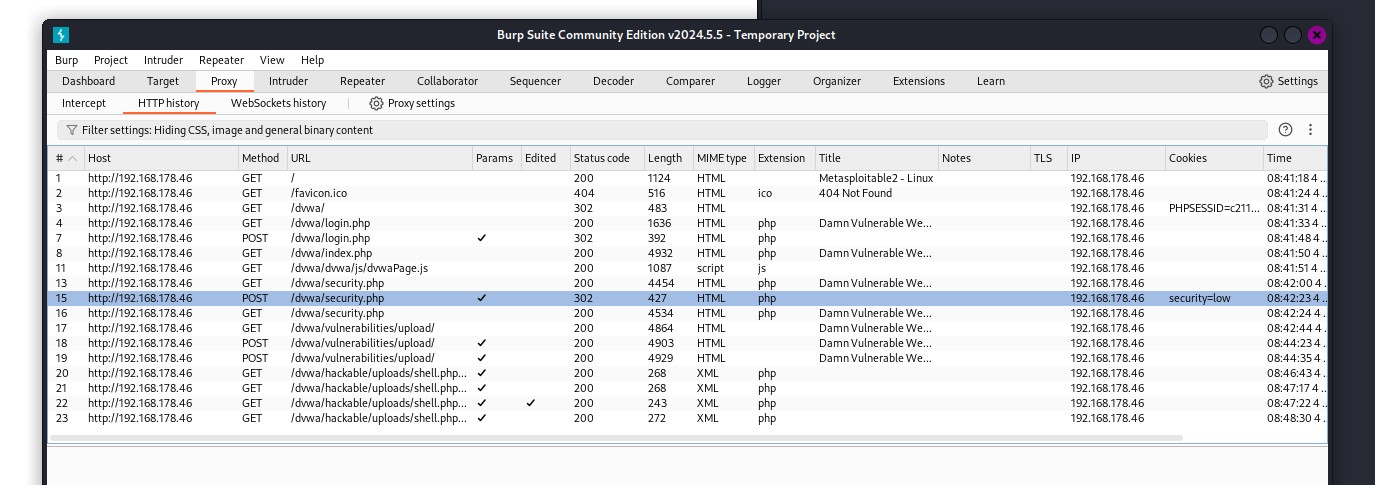 Burp Suite Community Edition v2024.5.5 - Temporary Project
Burp Project Intruder Repeater View Help
Dashboard Target Proxy Intruder Repeater Collaborator Sequencer Decoder Comparer Logger Organizer Extensions Learn Settings
Intercept HTTP history WebSockets history Proxy settings
Filter settings: Hiding CSS, image and general binary content
# Host Method URL Params Edited Status code Length MIME type Extension Title Notes TLS IP Cookies Time
1 http://192.168.178.46 GET / 200 1124 HTML Metasploitable2 - Linux 192.168.178.46 08:41:18 4 ..
2 http://192.168.178.46 GET /favicon.ico 404 516 HTML ico 404 Not Found 192.168.178.46 08:41:24 4 ..
3 http://192.168.178.46 GET /dvwa/ 302 483 HTML 192.168.178.46 PHPSESSID=c211... 08:41:31 4 ..
4 http://192.168.178.46 GET /dvwa/login.php 200 1636 HTML php Damn Vulnerable We... 192.168.178.46 08:41:33 4 ..
7 http://192.168.178.46 POST /dvwa/login.php ✓ 302 392 HTML php 192.168.178.46 08:41:48 4 ..
8 http://192.168.178.46 GET /dvwa/index.php 200 4932 HTML php Damn Vulnerable We... 192.168.178.46 08:41:50 4 ..
11 http://192.168.178.46 GET /dvwa/dvwa/js/dvwaPage.js 200 1087 script js 192.168.178.46 08:41:51 4 ..
13 http://192.168.178.46 GET /dvwa/security.php 200 4454 HTML php Damn Vulnerable We... 192.168.178.46 08:42:00 4 ..
15 http://192.168.178.46 POST /dvwa/security.php ✓ 302 427 HTML php 192.168.178.46 security=low 08:42:23 4 ..
16 http://192.168.178.46 GET /dvwa/security.php 200 4534 HTML php Damn Vulnerable We... 192.168.178.46 08:42:24 4 ..
17 http://192.168.178.46 GET /dvwa/vulnerabilities/upload/ 200 4864 HTML Damn Vulnerable We... 192.168.178.46 08:42:44 4 ..
18 http://192.168.178.46 POST /dvwa/vulnerabilities/upload/ ✓ 200 4903 HTML Damn Vulnerable We... 192.168.178.46 08:44:23 4 ..
19 http://192.168.178.46 POST /dvwa/vulnerabilities/upload/ ✓ 200 4929 HTML Damn Vulnerable We... 192.168.178.46 08:44:35 4 ..
20 http://192.168.178.46 GET /dvwa/hackable/uploads/shell.php... ✓ 200 268 XML php 192.168.178.46 08:46:43 4 ..
21 http://192.168.178.46 GET /dvwa/hackable/uploads/shell.php... ✓ 200 268 XML php 192.168.178.46 08:47:17 4 ..
22 http://192.168.178.46 GET /dvwa/hackable/uploads/shell.php... ✓ ✓ 200 243 XML php 192.168.178.46 08:47:22 4 ..
23 http://192.168.178.46 GET /dvwa/hackable/uploads/shell.php... ✓ 200 272 XML php 192.168.178.46 08:48:30 4 ..